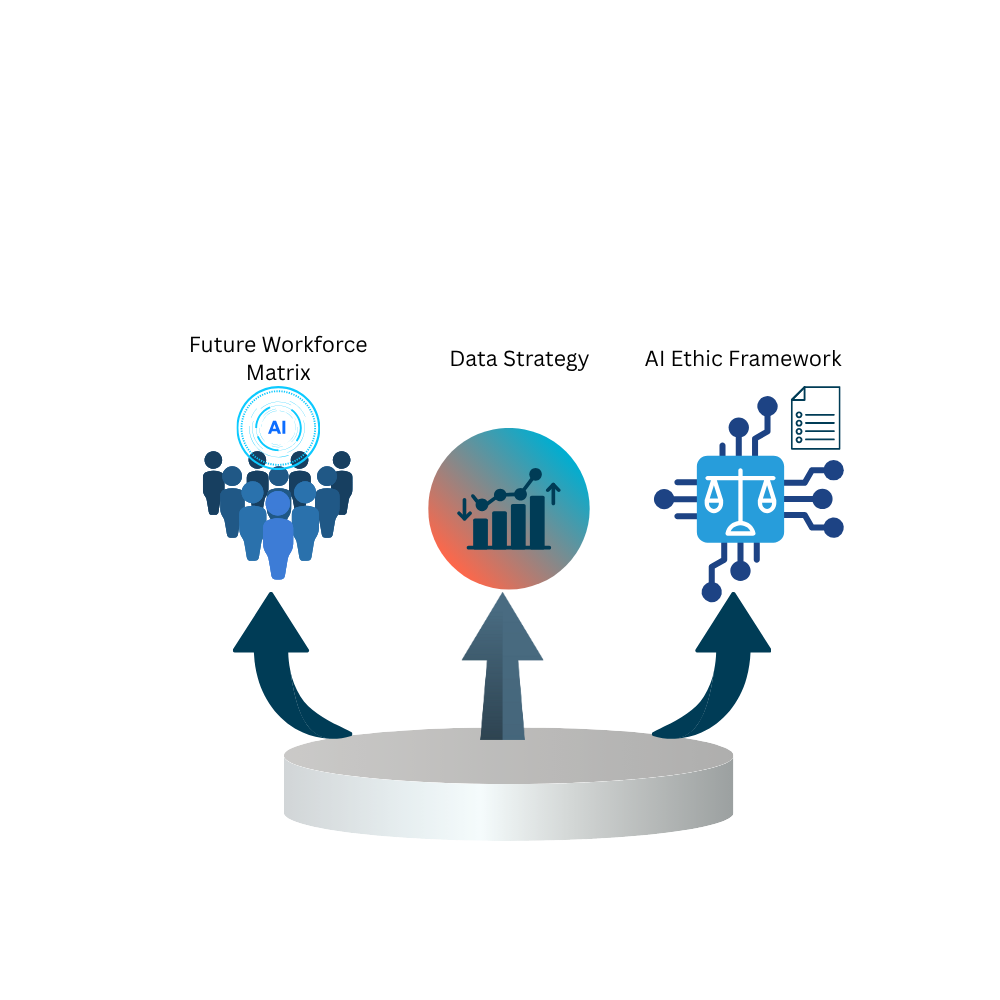 Future Workforce
Matrix
Data Strategy
AI Ethic Framework
AI